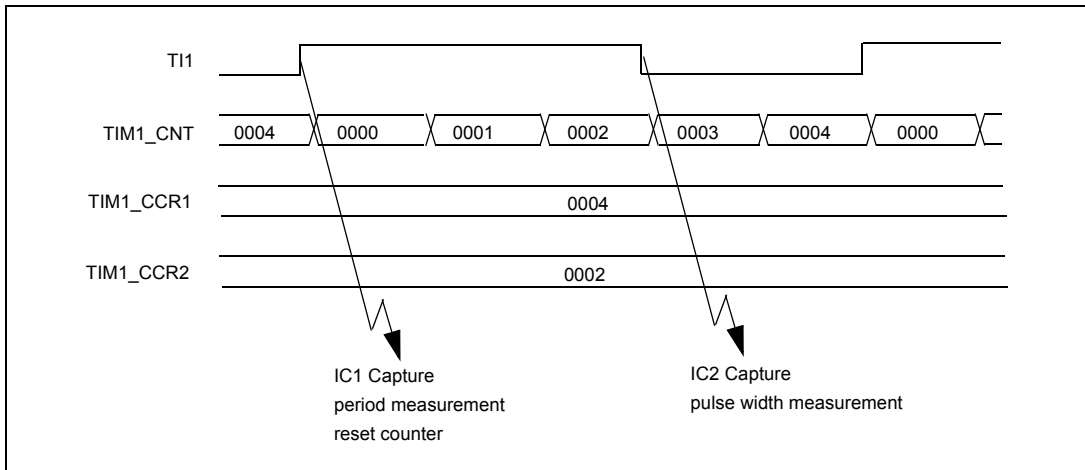 TI1
TIM1_CNT 0004 0000 0001 0002 0003 0004 0000
TIM1_CCR1 0004
TIM1_CCR2 0002
IC1 Capture
period measurement
reset counter
IC2 Capture
pulse width measurement